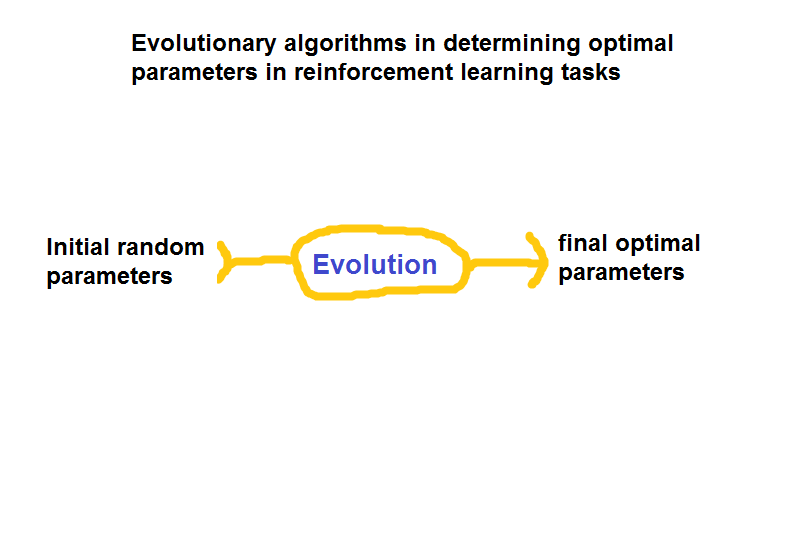 Evolutionary algorithms in determining optimal
parameters in reinforcement learning tasks
Initial random
parameters
Evolution
final optimal
parameters